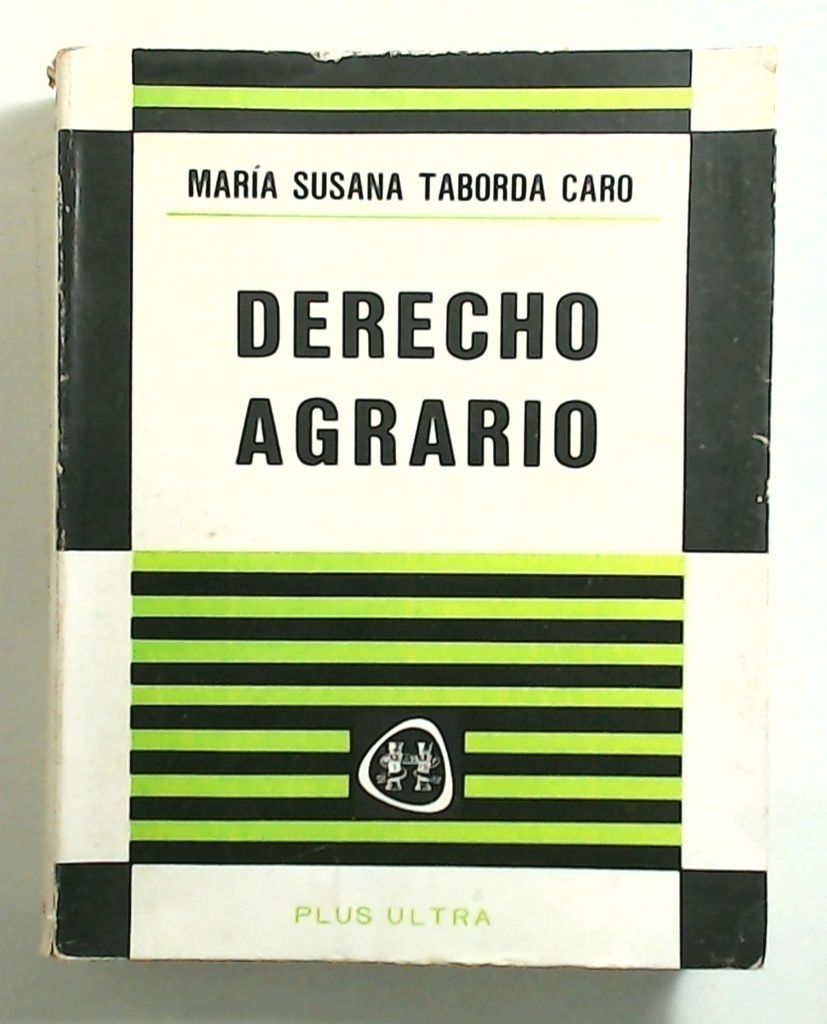 MARÍA SUSANA TABORDA CARO
DERECHO
AGRARIO
PLUS ULTRA